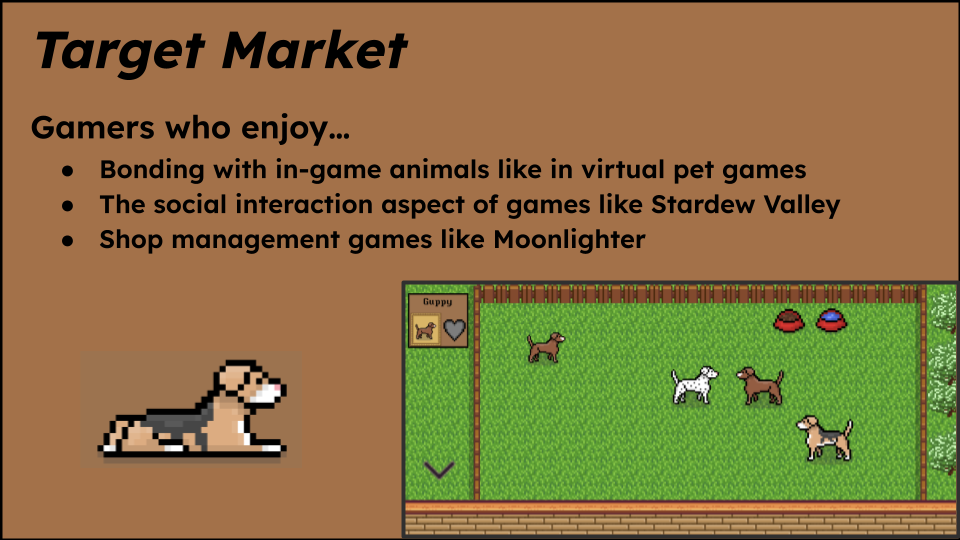 Target Market
Gamers who enjoy...
● Bonding with in-game animals like in virtual pet games
● The social interaction aspect of games like Stardew Valley
● Shop management games like Moonlighter
Guppy